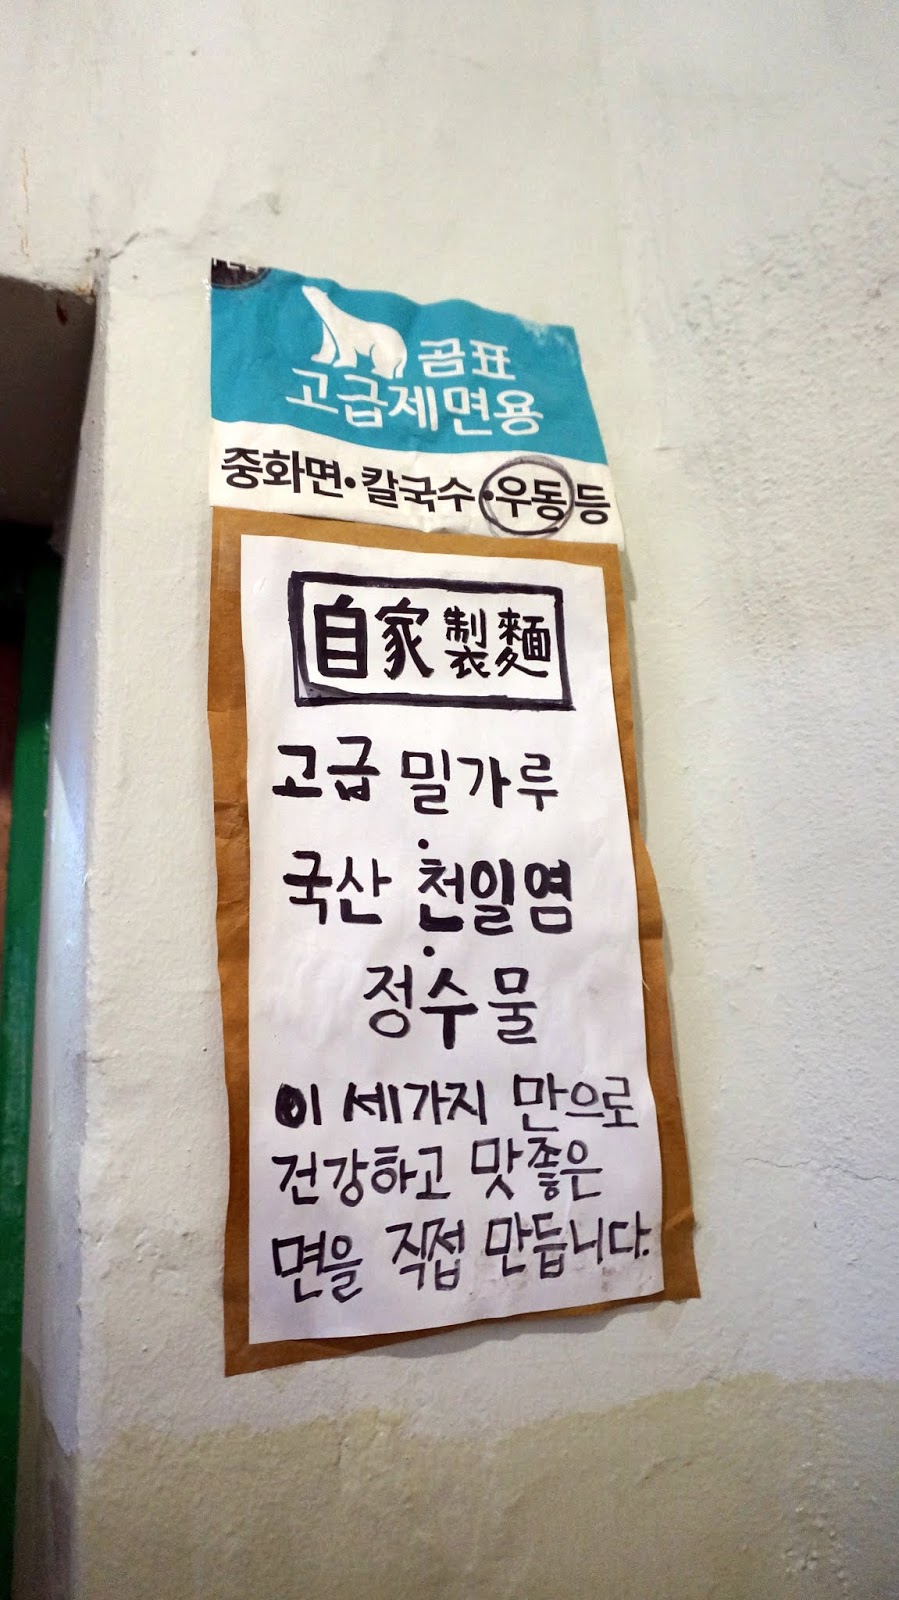 곰표
고급제면용
중화면·칼국수·우동등
自家製麵
고급 밀가루
·
국산 천일염
·
정수물
이 세가지 만으로
건강하고 맛좋은
면을 직접 만듭니다.